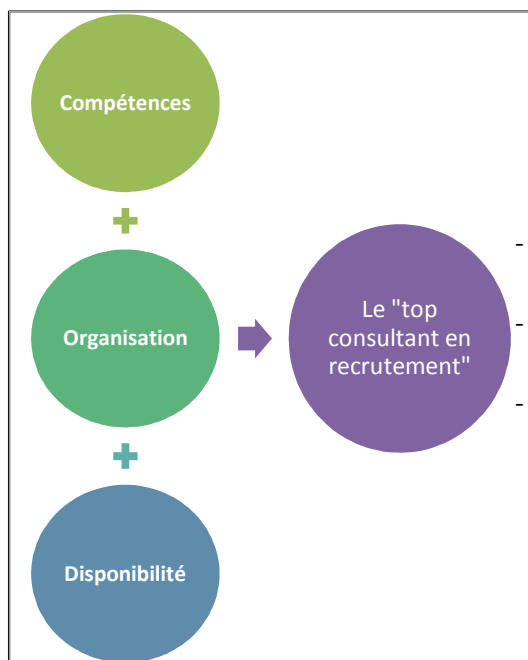 Compétences
+
Organisation
+
Disponibilité
Le "top
consultant en
recrutement"
-
-
-